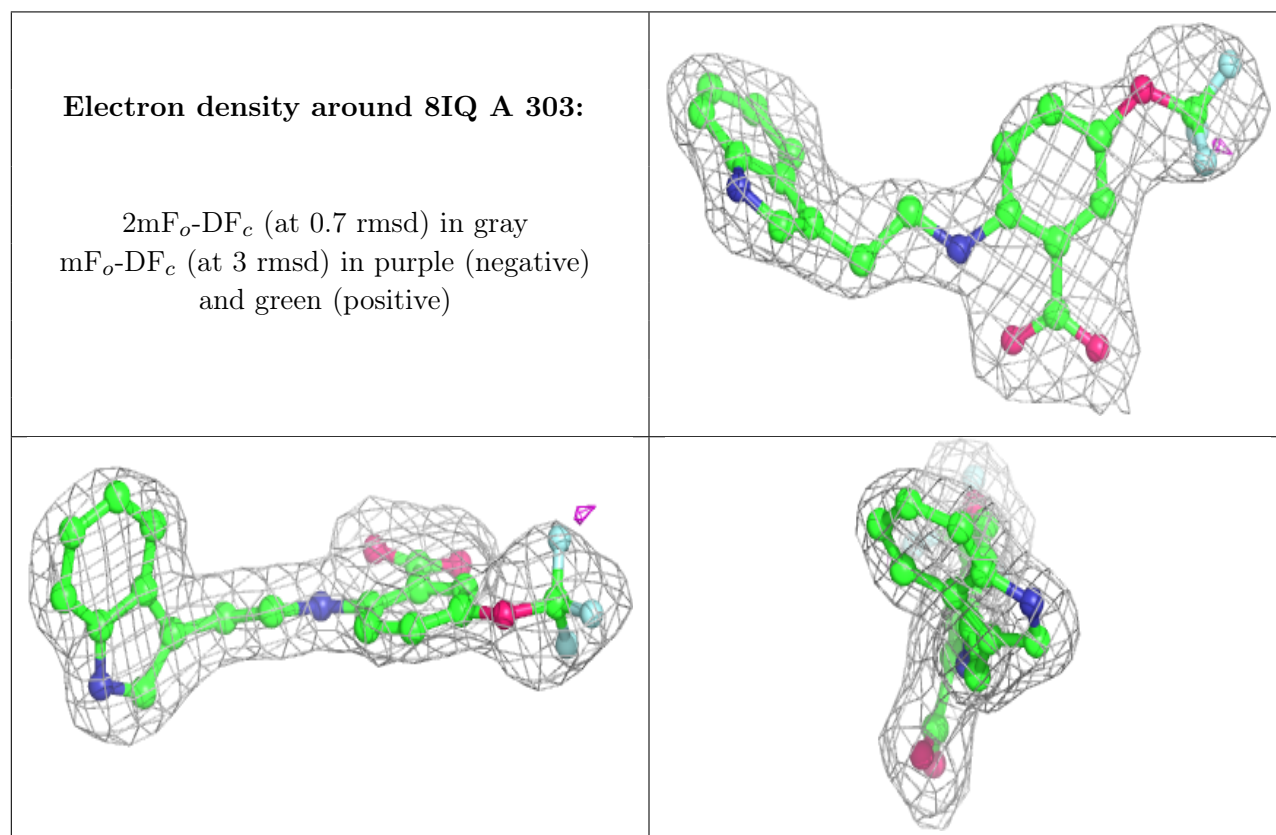 Electron density around 8IQ A 303:
2mFo-DFc (at 0.7 rmsd) in gray
mFo-DFc (at 3 rmsd) in purple (negative)
and green (positive)